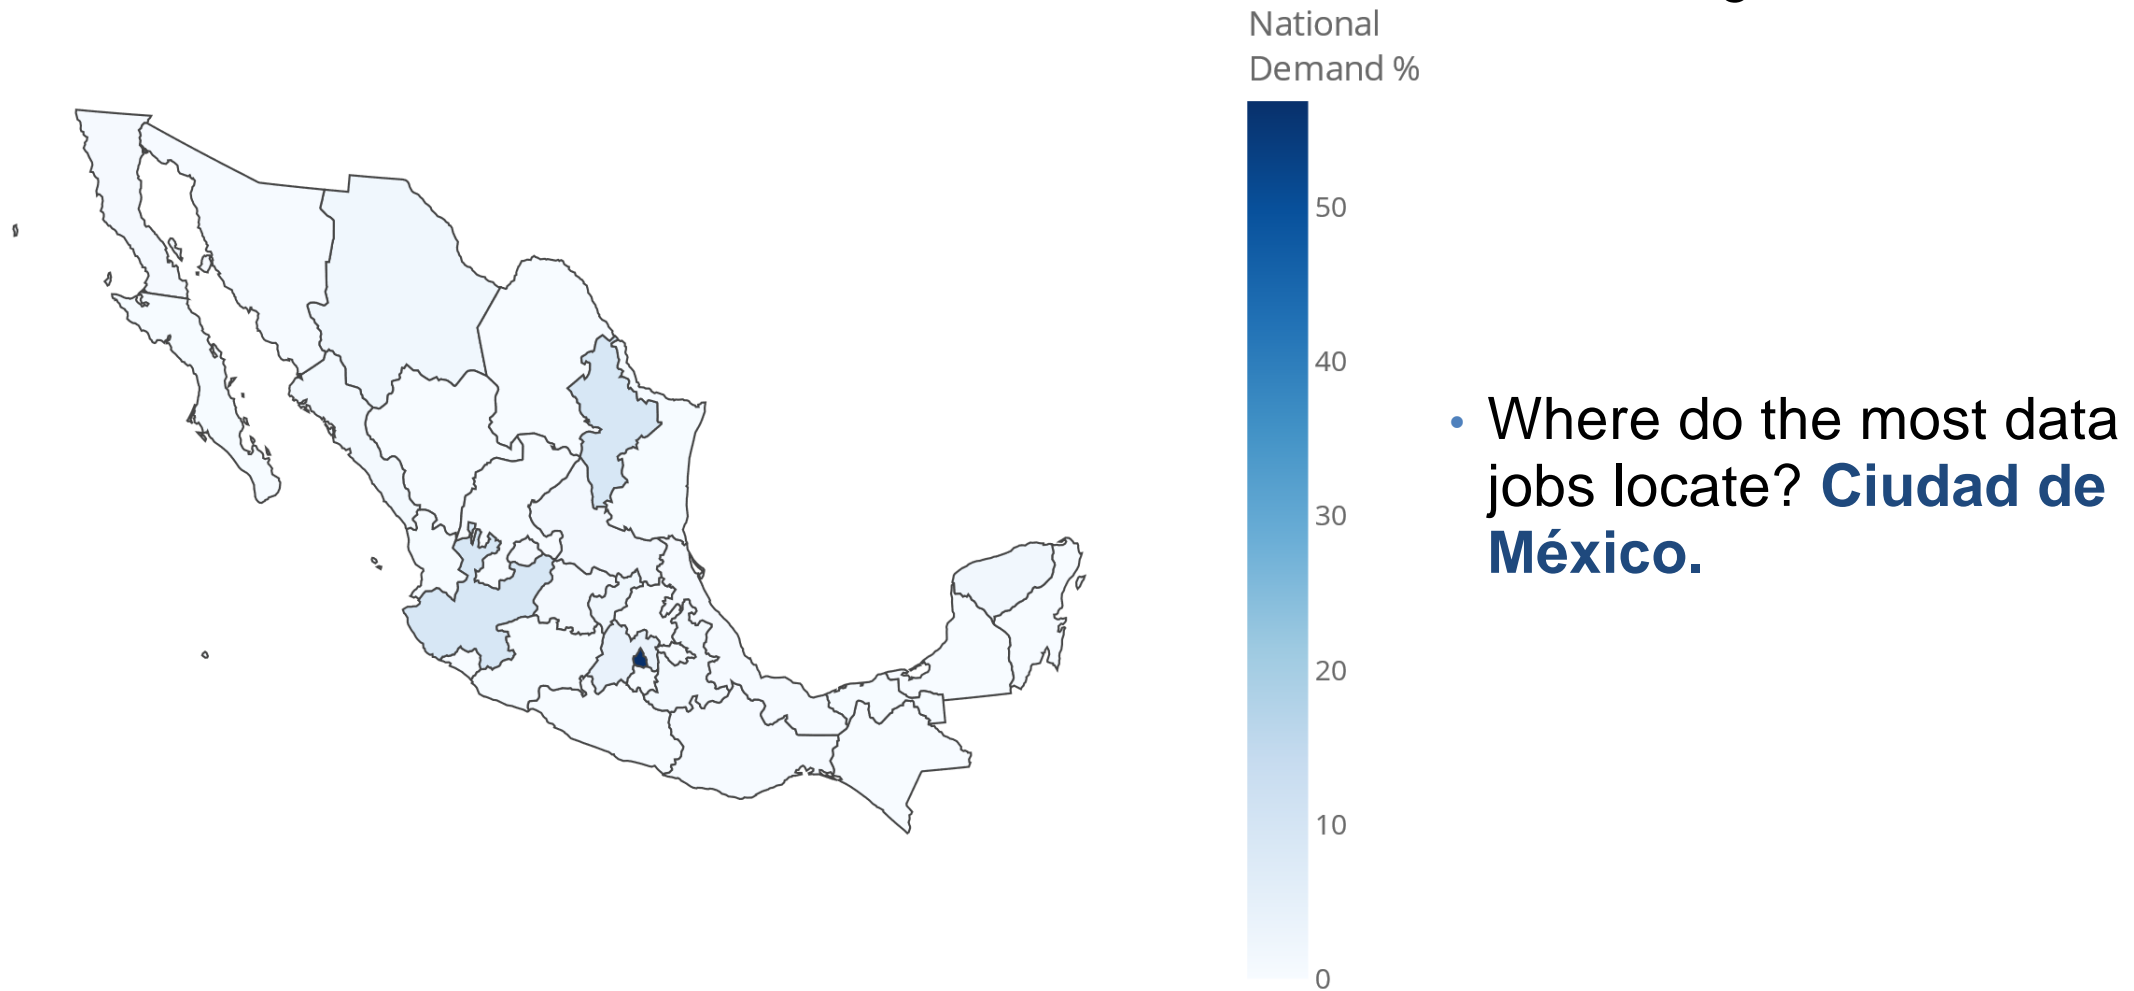 National
Demand %
50
40
30
20
10
0
• Where do the most data
jobs locate? Ciudad de
México.